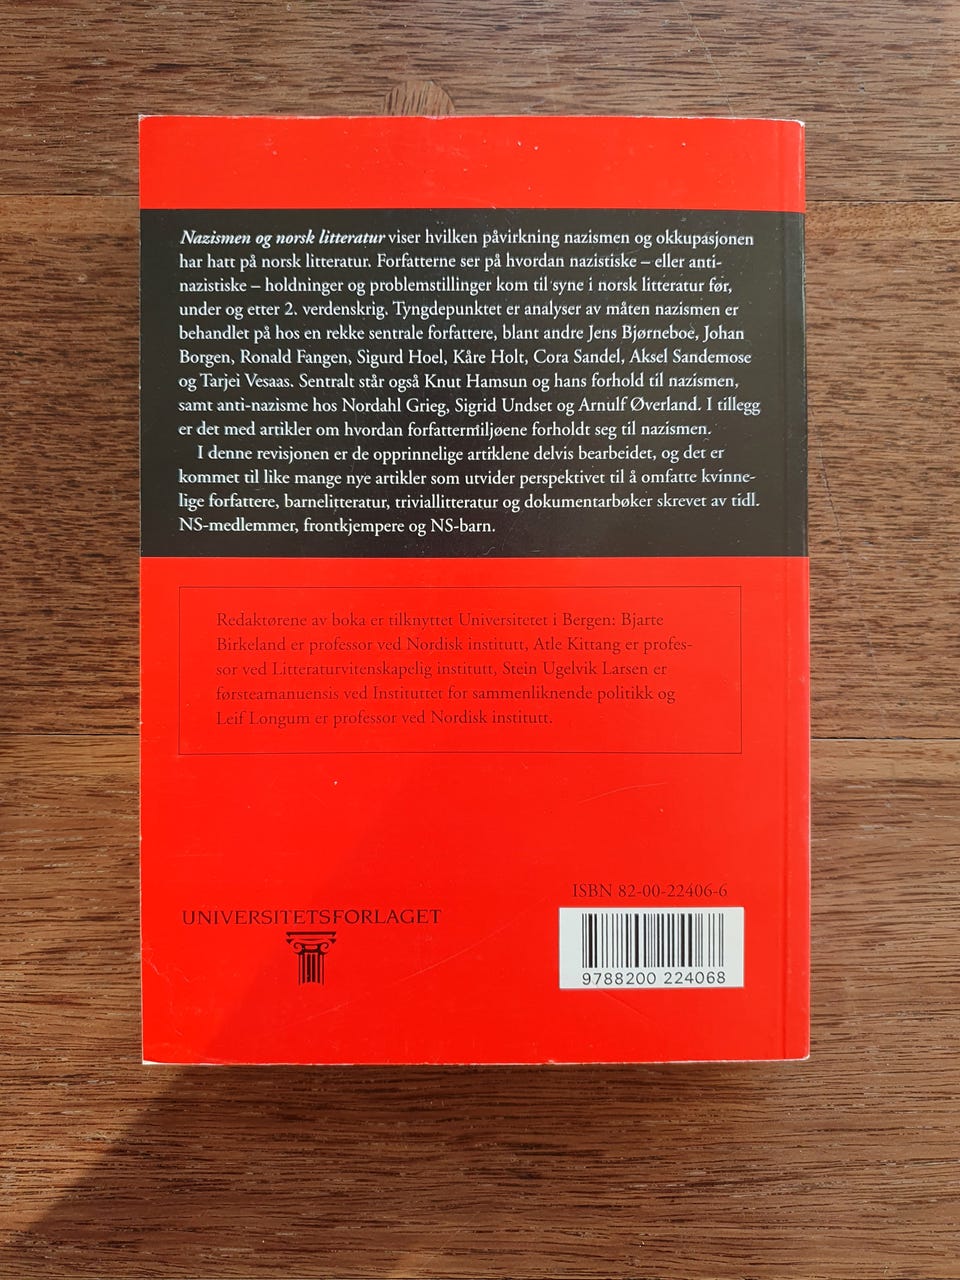 Nazismen og norsk litteratur viser hvilken påvirkning nazismen og okkupasjonen
har hatt på norsk litteratur. Forfatterne ser på hvordan nazistiske – eller anti-
nazistiske – holdninger og problemstillinger kom til syne i norsk litteratur før,
under og etter 2. verdenskrig. Tyngdepunktet er analyser av måten nazismen er
behandlet på hos en rekke sentrale forfattere, blant andre Jens Bjørneboe, Johan
Borgen, Ronald Fangen, Sigurd Hoel, Kåre Holt, Cora Sandel, Aksel Sandemose
og Tarjei Vesaas. Sentralt står også Knut Hamsun og hans forhold til nazismen,
samt anti-nazisme hos Nordahl Grieg, Sigrid Undset og Arnulf Øverland. I tillegg
er det med artikler om hvordan forfattermiljøene forholdt seg til nazismen.
I denne revisjonen er de opprinnelige artiklene delvis bearbeidet, og det er
kommet til like mange nye artikler som utvider perspektivet til å omfatte kvinne-
lige forfattere, barnelitteratur, triviallitteratur og dokumentarbøker skrevet av tidl.
NS-medlemmer, frontkjempere og NS-barn.
Redaktørene av boka er tilknyttet Universitetet i Bergen: Bjarte
Birkeland er professor ved Nordisk institutt, Atle Kittang er profes-
sor ved Litteraturvitenskapelig institutt, Stein Ugelvik Larsen er
førsteamanuensis ved Instituttet for sammenliknende politikk og
Leif Longum er professor ved Nordisk institutt.
ISBN 82-00-22406-6
UNIVERSITETSFORLAGET
9788200 224068